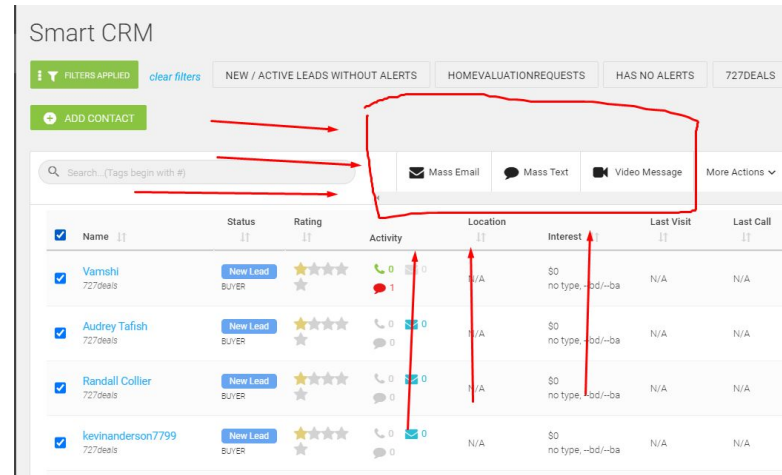 Smart CRM
FILTERS APPLIED clear filters NEW / ACTIVE LEADS WITHOUT ALERTS HOMEVALUATIONREQUESTS HAS NO ALERTS 727DEALS
ADD CONTACT
Search...(Tags begin with #) Mass Email Mass Text Video Message More Actions
Name Status Rating Activity Location Interest Last Visit Last Call
Vamshi New Lead 0 0 N/A $0 N/A N/A
727deals BUYER 1 no type, --bd/--ba
Audrey Tafish New Lead 0 0 N/A $0 N/A N/A
727deals BUYER 0 no type, --bd/--ba
Randall Collier New Lead 0 0 N/A $0 N/A N/A
727deals BUYER 0 no type, --bd/--ba
kevinanderson7799 New Lead 0 0 N/A $0 N/A N/A
727deals BUYER 0 no type, --bd/--ba